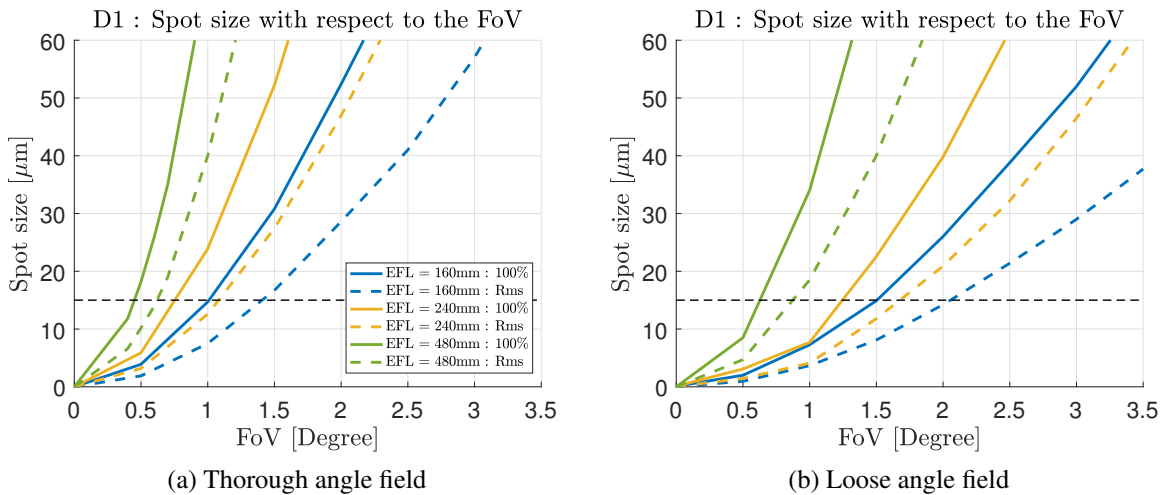 D1 : Spot size with respect to the FoV
60
50
40
30
20
10
0
Spot size [μm]
0 0.5 1 1.5 2 2.5 3 3.5
FoV [Degree]
EFL = 160mm : 100%
EFL = 160mm : Rms
EFL = 240mm : 100%
EFL = 240mm : Rms
EFL = 480mm : 100%
EFL = 480mm : Rms
(a) Thorough angle field
D1 : Spot size with respect to the FoV
60
50
40
30
20
10
0
Spot size [μm]
0 0.5 1 1.5 2 2.5 3 3.5
FoV [Degree]
(b) Loose angle field